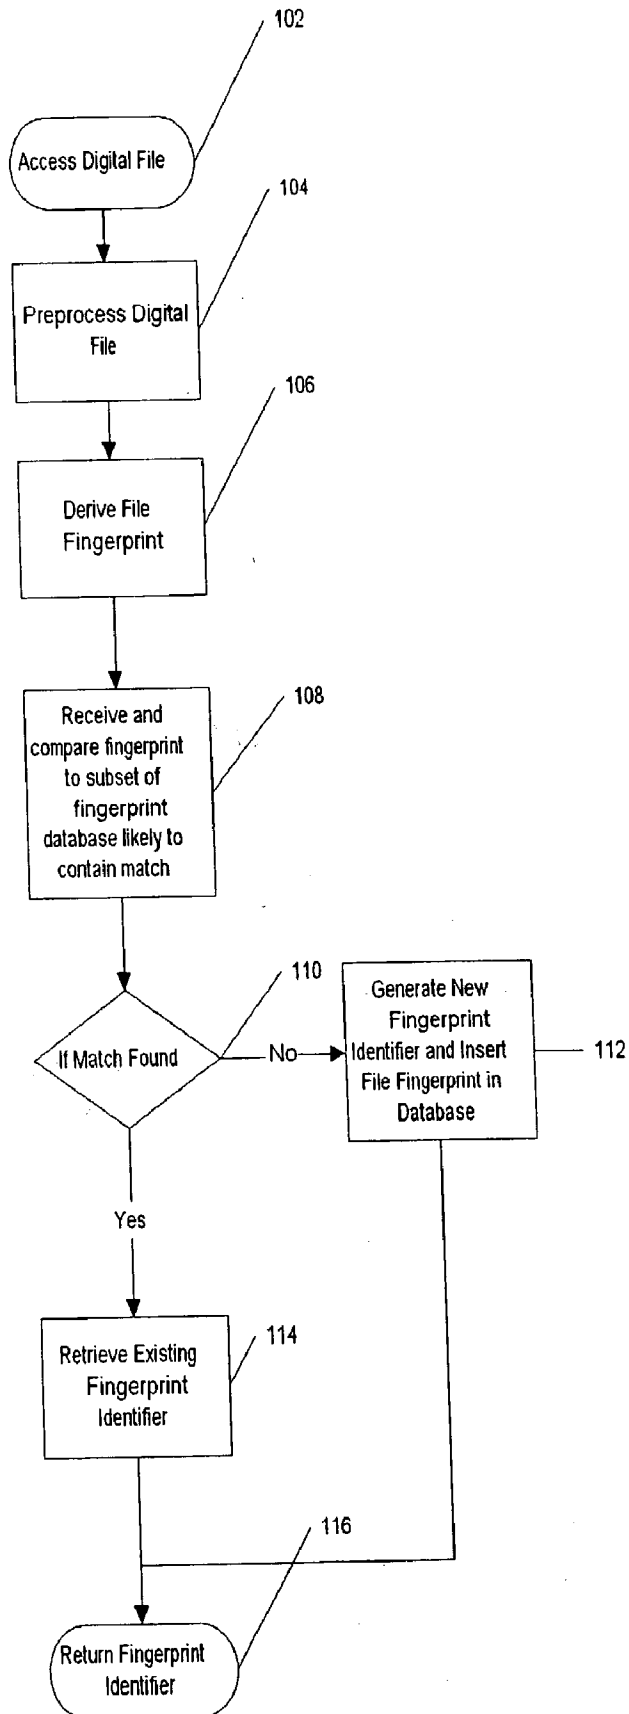 102
Access Digital File
104
Preprocess Digital
File
106
Derive File
Fingerprint
108
Receive and
compare fingerprint
to subset of
fingerprint
database likely to
contain match
110
If Match Found
No
Generate New
Fingerprint
Identifier and Insert
File Fingerprint in
Database
112
Yes
114
Retrieve Existing
Fingerprint
Identifier
116
Return Fingerprint
Identifier